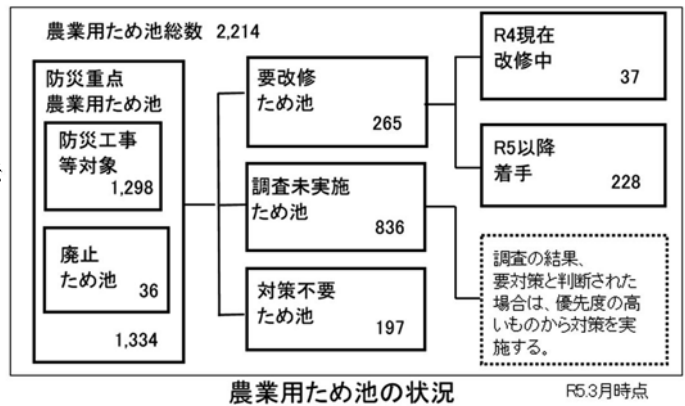 農業用ため池総数 2,214
防災重点
農業用ため池
防災工事
等対象
1,298
廃止
ため池
36
1,334
要改修
ため池
265
調査未実施
ため池
836
対策不要
ため池
197
R4現在
改修中
37
R5以降
着手
228
調査の結果、
要対策と判断された
場合は、優先度の高
いものから対策を実
施する。
農業用ため池の状況
R5.3月時点